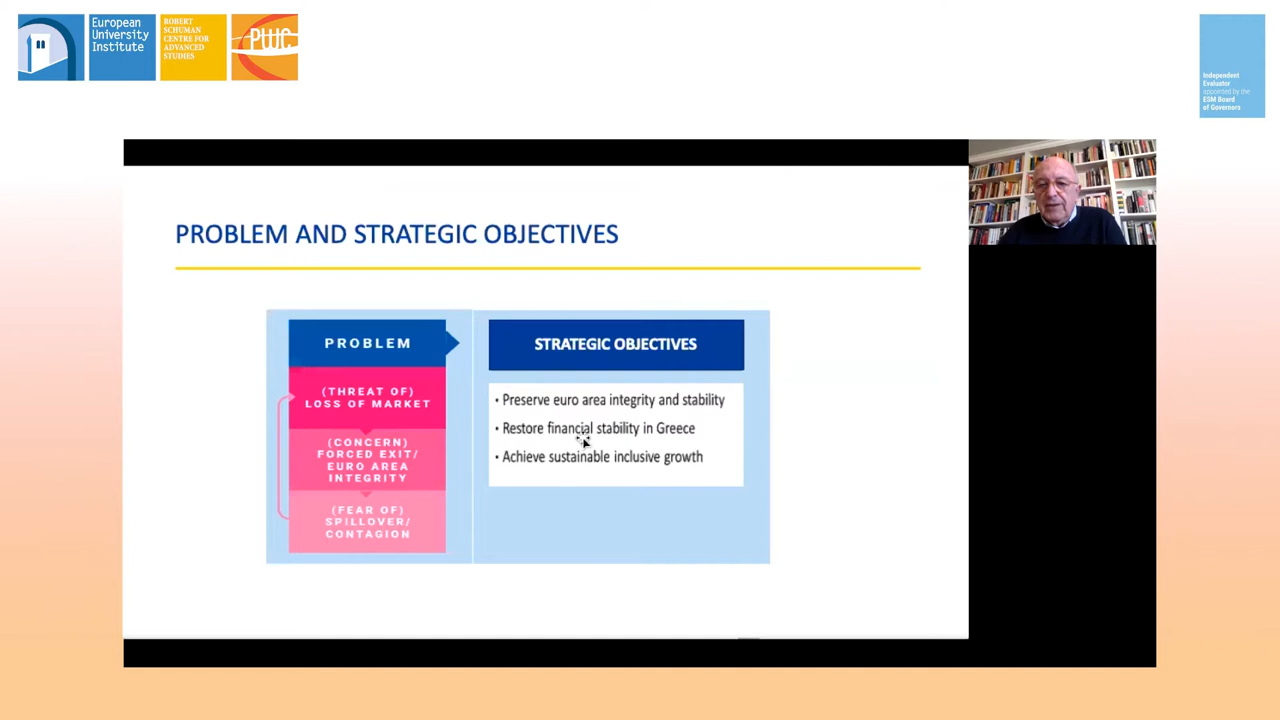 European
University
Institute
ROBERT
SCHUMAN
CENTRE FOR
ADVANCED
STUDIES
PWC
Independent
Evaluator
appointed by the
ESM Board
of Governors
PROBLEM AND STRATEGIC OBJECTIVES
PROBLEM
(THREAT OF)
LOSS OF MARKET
(CONCERN)
FORCED EXIT/
EURO AREA
INTEGRITY
(FEAR OF)
SPILLOVER/
CONTAGION
STRATEGIC OBJECTIVES
• Preserve euro area integrity and stability
• Restore financial stability in Greece
• Achieve sustainable inclusive growth